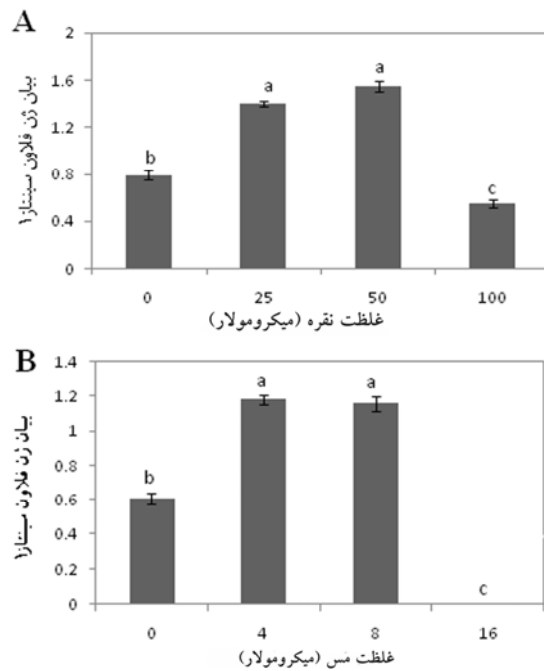 A
2
1.6
1.2
0.8
0.4
0
بیان ژن فلاون سینتاز۱
b
a
a
c
0 25 50 100
غلظت نقره (میکرومولار)
B
1.4
1.2
1
0.8
0.6
0.4
0.2
0
بیان ژن فلاون سینتاز۱
b
a
a
c
0 4 8 16
غلظت مس (میکرومولار)